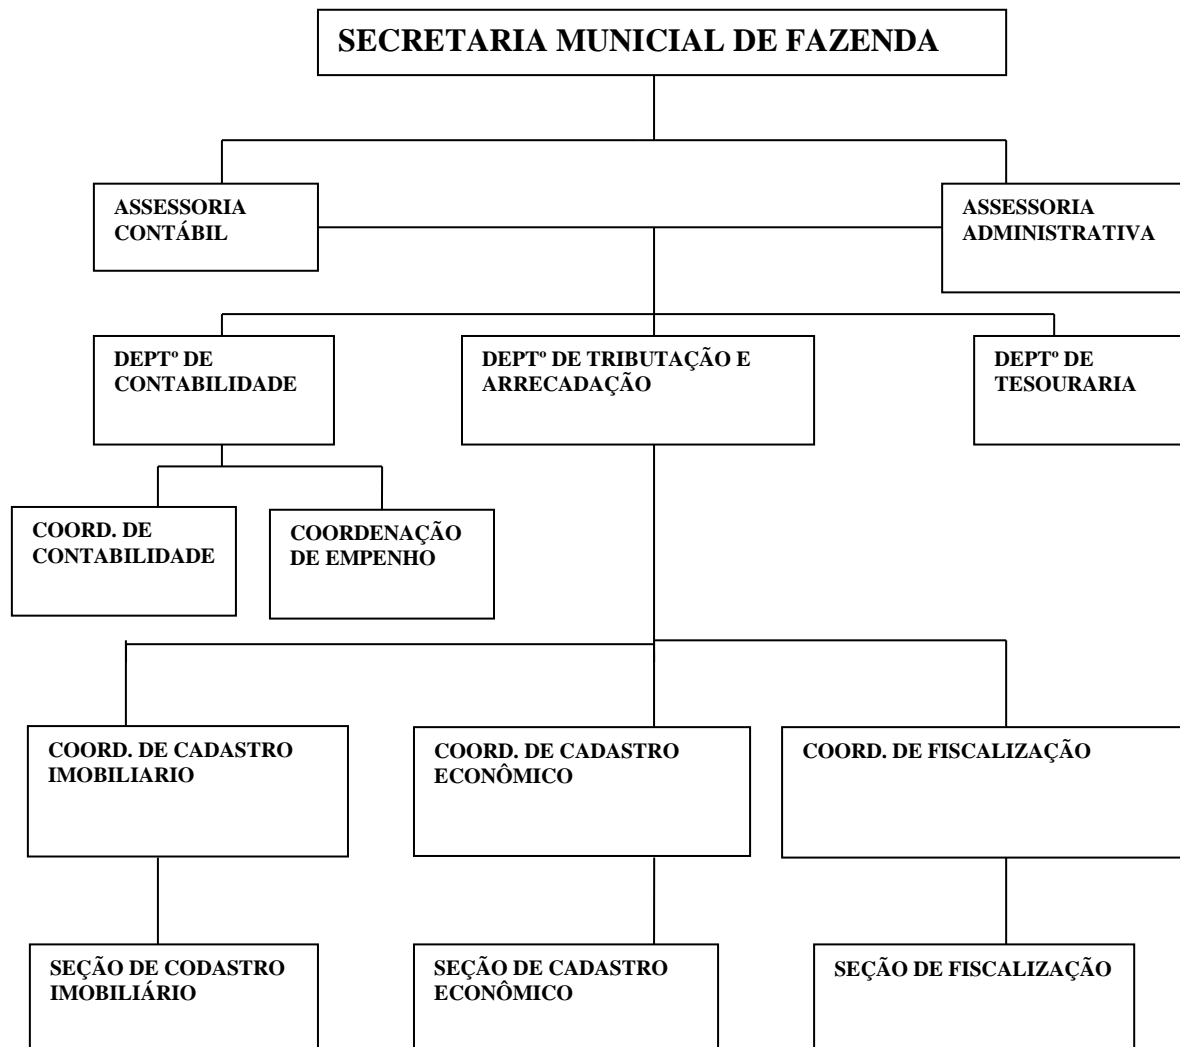 SECRETARIA MUNICIAL DE FAZENDA
ASSESSORIA
CONTÁBIL
ASSESSORIA
ADMINISTRATIVA
DEPTº DE
CONTABILIDADE
DEPTº DE TRIBUTAÇÃO E
ARRECADAÇÃO
DEPTº DE
TESOURARIA
COORD. DE
CONTABILIDADE
COORDENAÇÃO
DE EMPENHO
COORD. DE CADASTRO
IMOBILIARIO
COORD. DE CADASTRO
ECONÔMICO
COORD. DE FISCALIZAÇÃO
SEÇÃO DE CODASTRO
IMOBILIÁRIO
SEÇÃO DE CADASTRO
ECONÔMICO
SEÇÃO DE FISCALIZAÇÃO